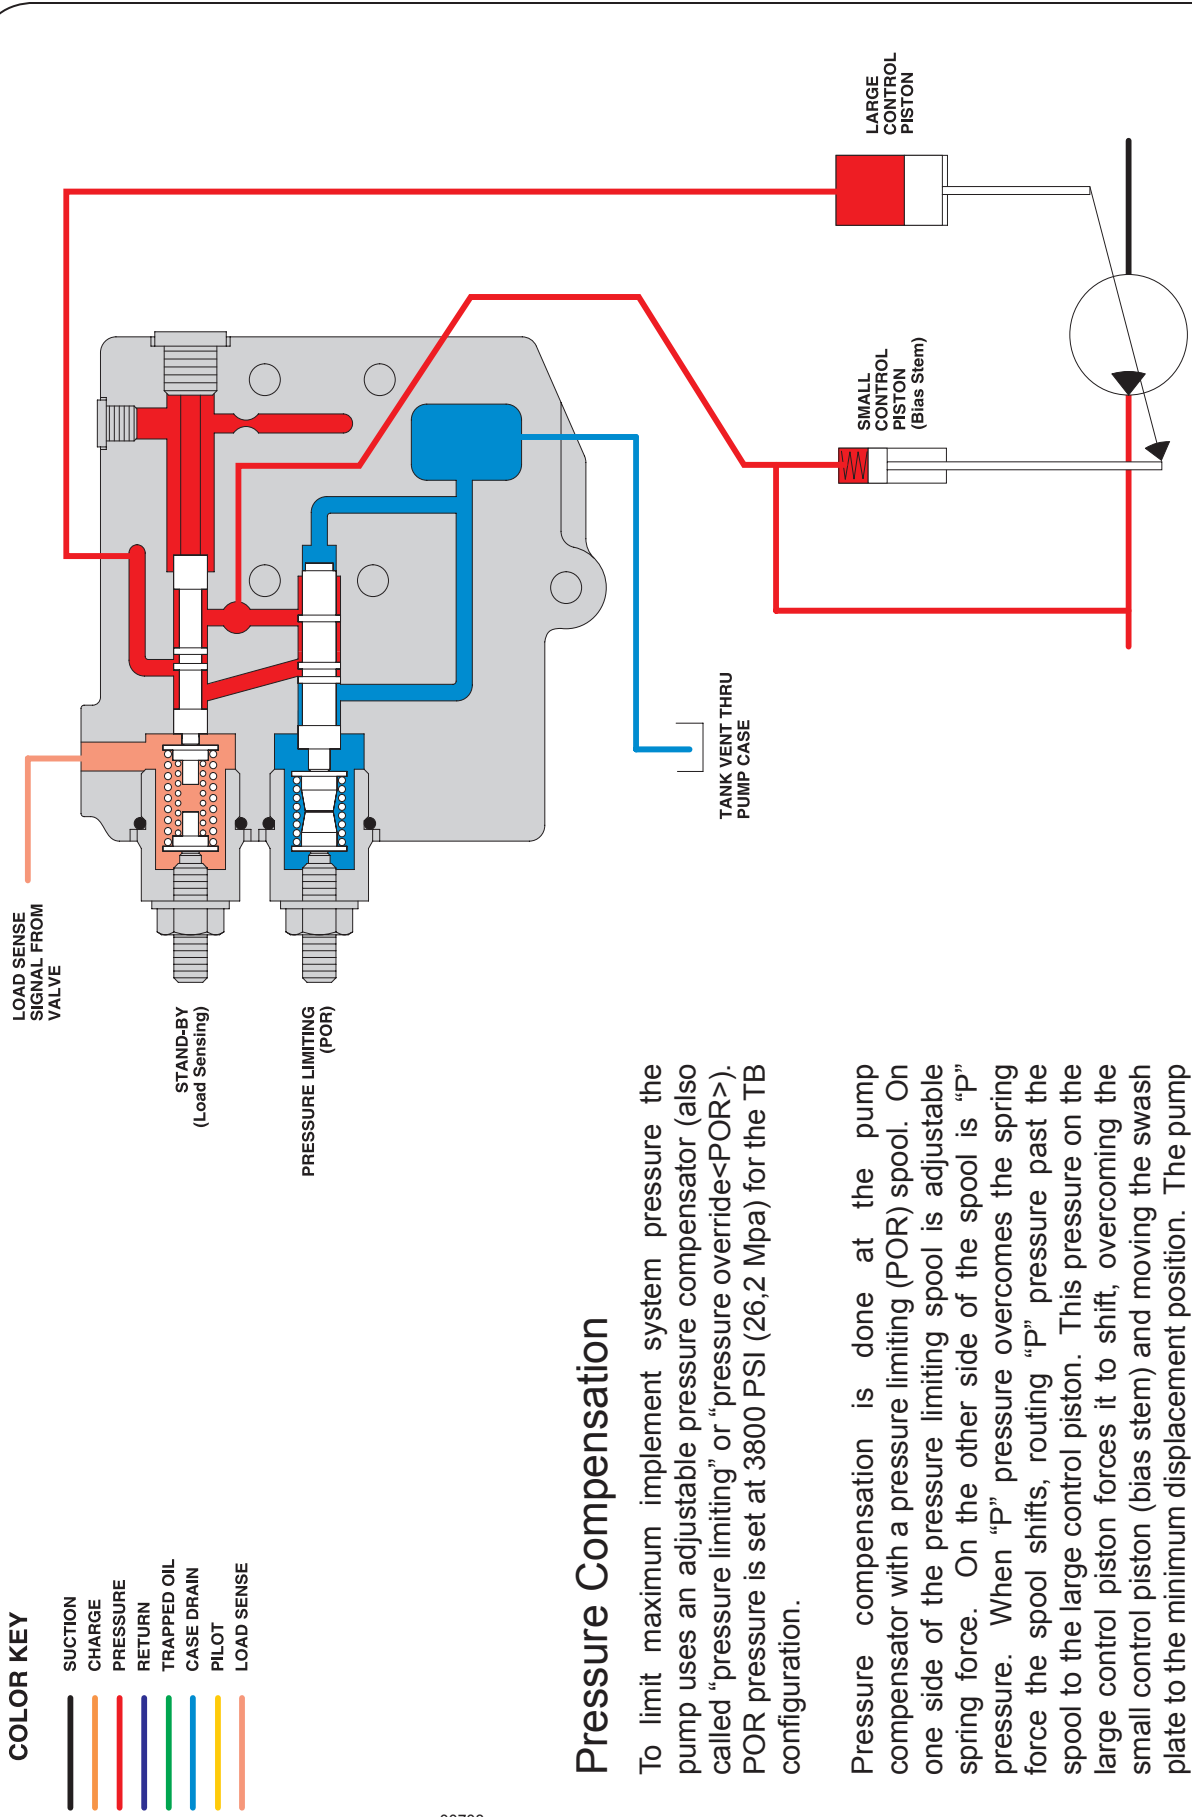 COLOR KEY
SUCTION
CHARGE
PRESSURE
RETURN
TRAPPED OIL
CASE DRAIN
PILOT
LOAD SENSE
LOAD SENSE
SIGNAL FROM
VALVE
STAND-BY
(Load Sensing)
PRESSURE LIMITING
(POR)
TANK VENT THRU
PUMP CASE
LARGE
CONTROL
PISTON
SMALL
CONTROL
PISTON
(Bias Stem)
Pressure Compensation
To limit maximum implement system pressure the
pump uses an adjustable pressure compensator (also
called “pressure limiting” or “pressure override<POR>).
POR pressure is set at 3800 PSI (26,2 Mpa) for the TB
configuration.
Pressure compensation is done at the pump
compensator with a pressure limiting (POR) spool. On
one side of the pressure limiting spool is adjustable
spring force. On the other side of the spool is “P”
pressure. When “P” pressure overcomes the spring
force the spool shifts, routing “P” pressure past the
spool to the large control piston. This pressure on the
large control piston forces it to shift, overcoming the
small control piston (bias stem) and moving the swash
plate to the minimum displacement position. The pump